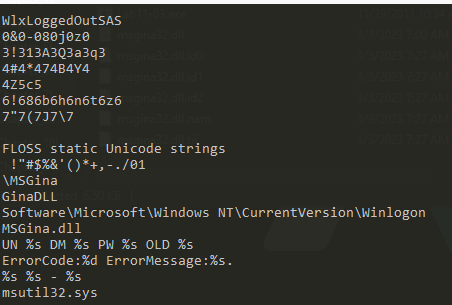 WlxLoggedOutSAS
0&0-080j0z0
3!313A3Q3a3q3
4#4*474B4Y4
4Z5c5
6!686b6h6n6t6z6
7"7(7J7\7
FLOSS static Unicode strings
 !"#$%&'()*+,-./01
\MSGina
GinaDLL
Software\Microsoft\Windows NT\CurrentVersion\Winlogon
MSGina.dll
UN %s DM %s PW %s OLD %s
ErrorCode:%d ErrorMessage:%s.
%s %s - %s
msutil32.sys